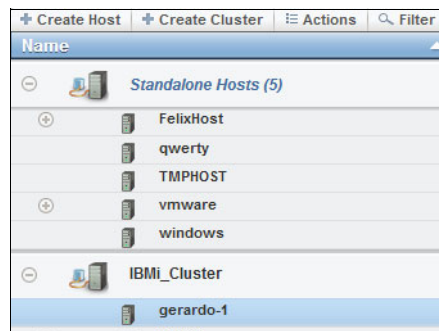 Create Host Create Cluster Actions Filter
Name
Standalone Hosts (5)
FelixHost
qwerty
TMPHOST
vmware
windows
IBMi_Cluster
gerardo-1